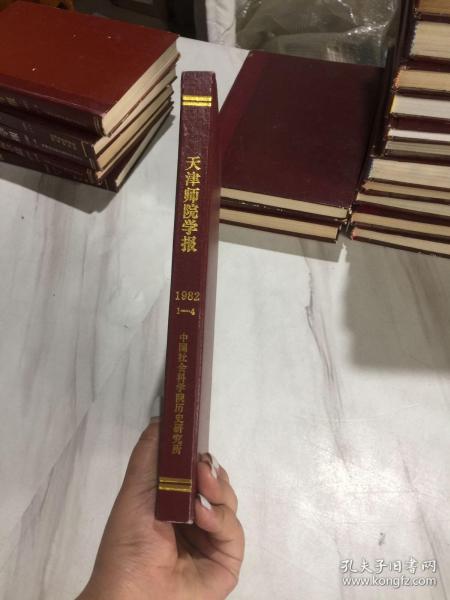 天津师院学报
1982
1—4
中国社会科学院历史研究所
孔夫子旧书网
www.kongfz.com